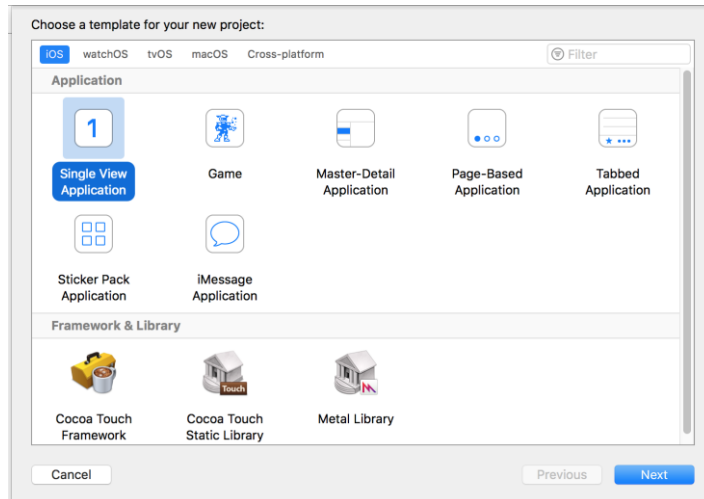 Choose a template for your new project:
iOS watchOS tvOS macOS Cross-platform Filter
Application
1
Single View Game Master-Detail Page-Based Tabbed
Application Application Application Application
Sticker Pack iMessage
Application Application
Framework & Library
Touch
Cocoa Touch Cocoa Touch Metal Library
Framework Static Library
Cancel Previous Next